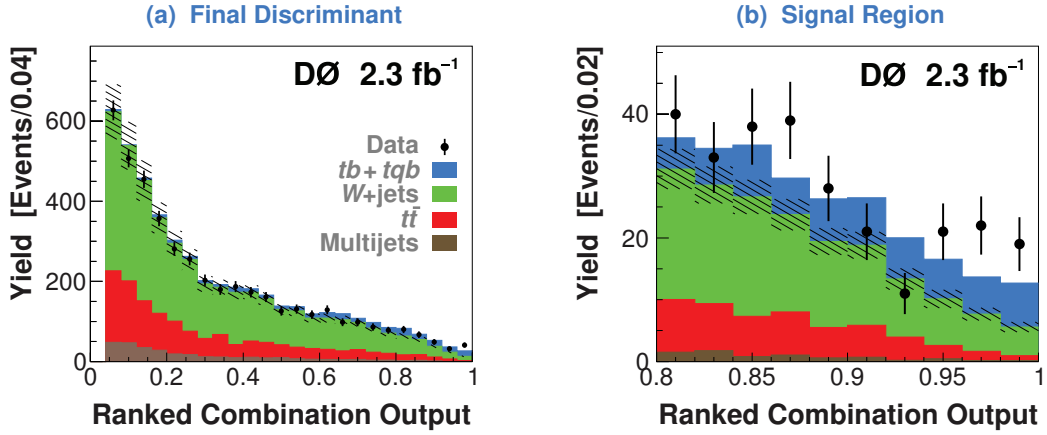 (a) Final Discriminant
Yield [Events/0.04]
600
400
200
0
DØ 2.3 fb⁻¹
Data
tb + tqb
W+jets
tt̄
Multijets
0 0.2 0.4 0.6 0.8 1
Ranked Combination Output
(b) Signal Region
Yield [Events/0.02]
40
20
0
DØ 2.3 fb⁻¹
0.8 0.85 0.9 0.95 1
Ranked Combination Output